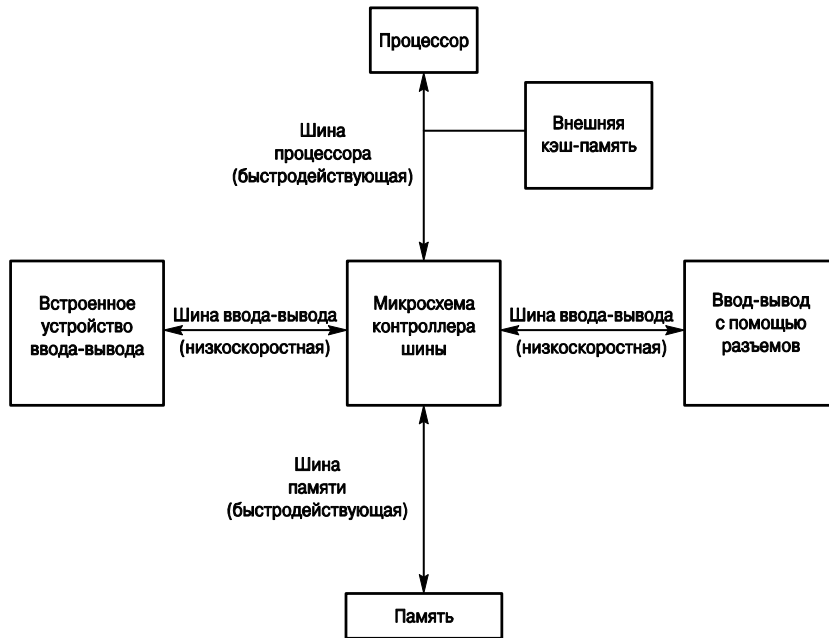 Процессор
Внешняя
кэш-память
Шина
процессора
(быстродействующая)
Встроенное
устройство
ввода-вывода
Шина ввода-вывода
(низкоскоростная)
Микросхема
контроллера
шины
Шина ввода-вывода
(низкоскоростная)
Ввод-вывод
с помощью
разъемов
Шина
памяти
(быстродействующая)
Память